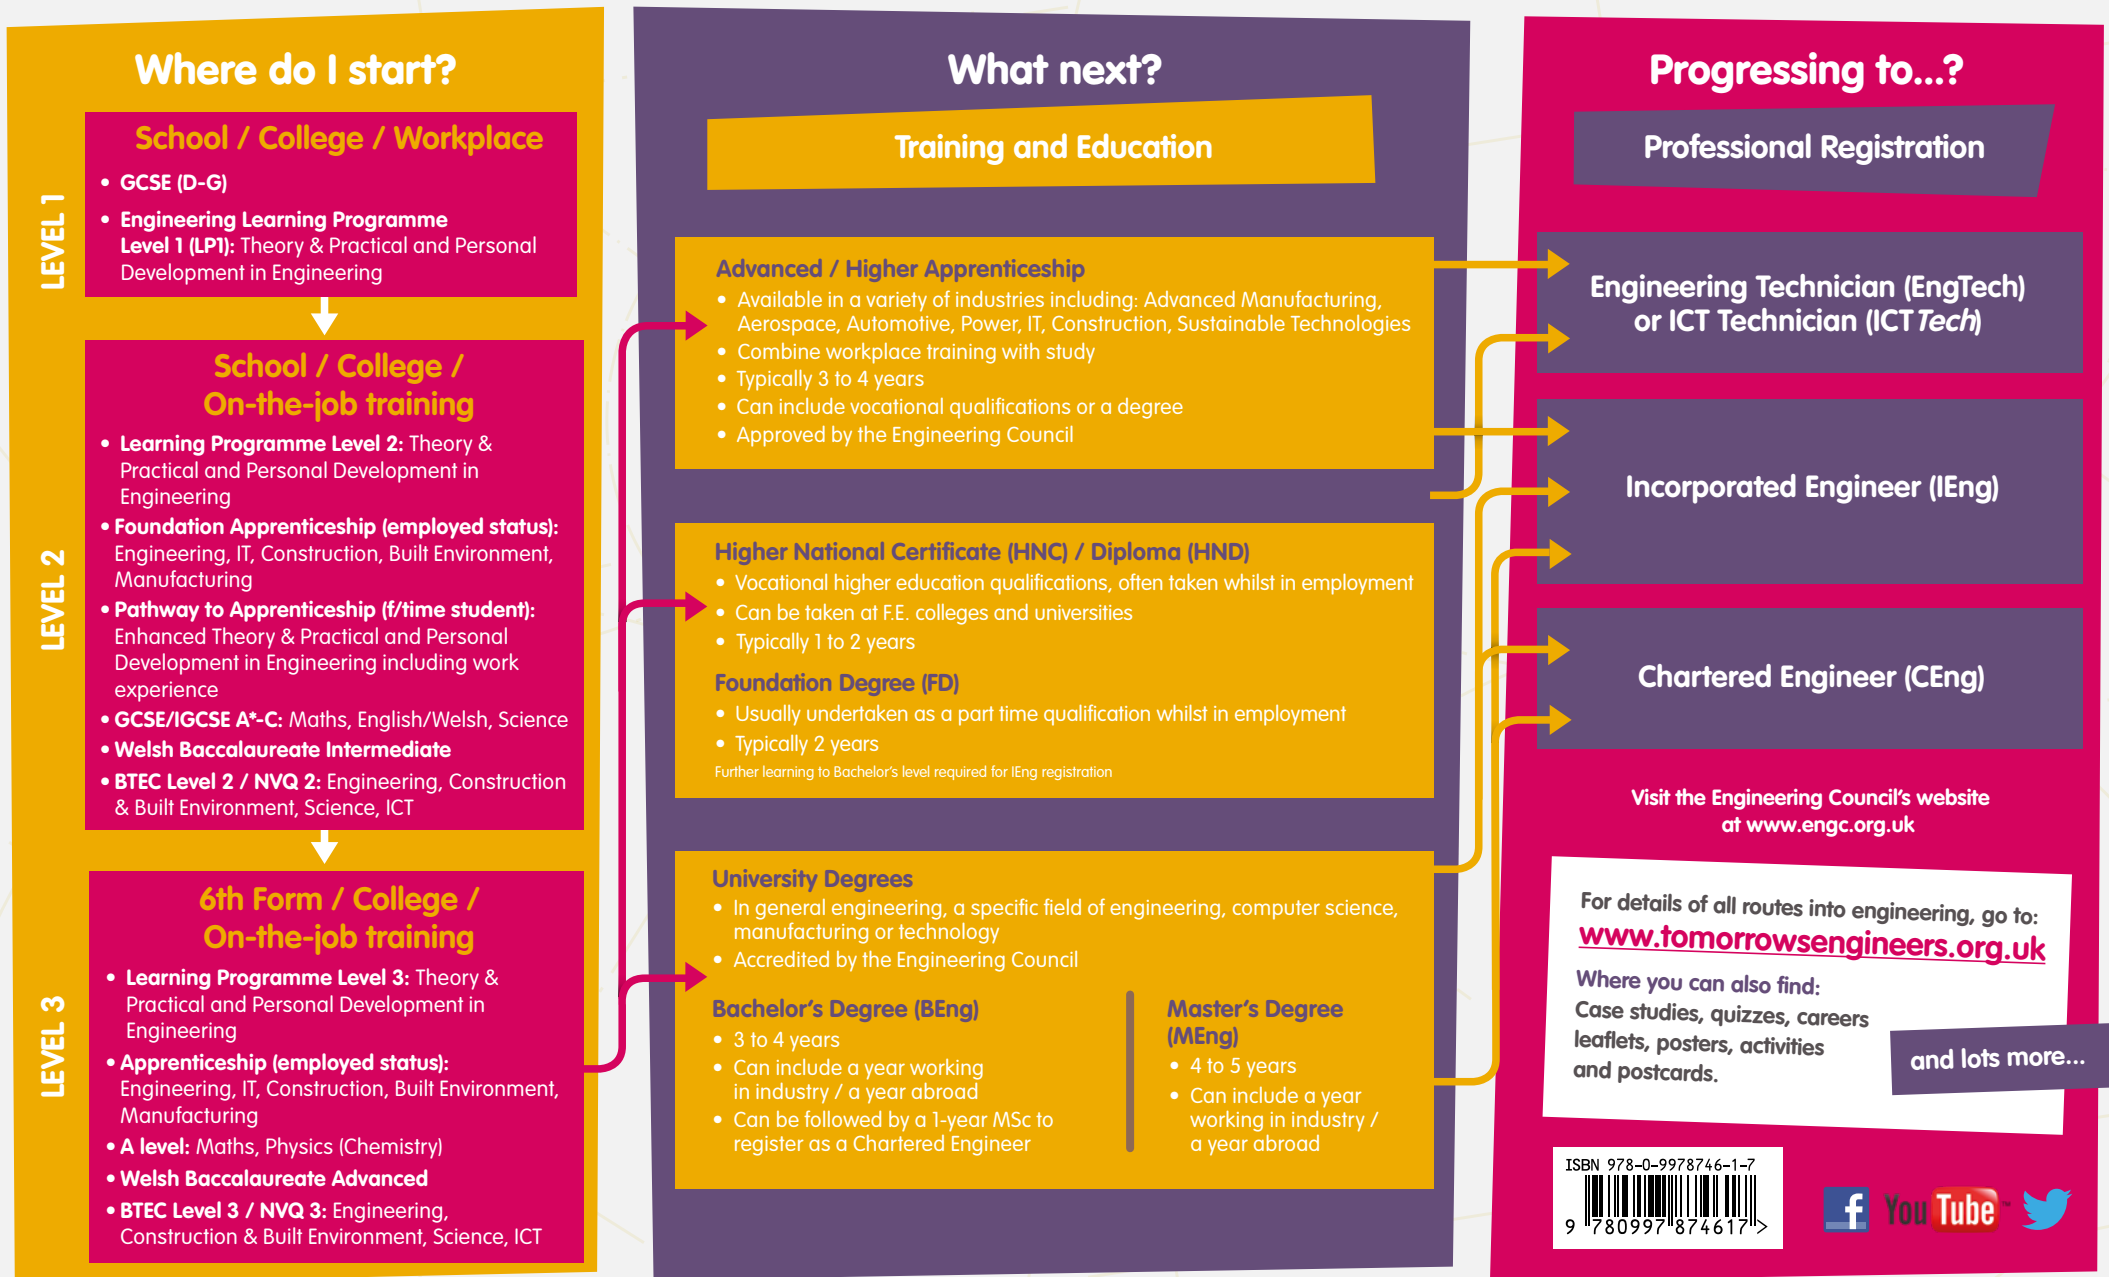 Where do I start?
School / College / Workplace
LEVEL 1
• GCSE (D-G)
• Engineering Learning Programme
Level 1 (LP1): Theory & Practical and Personal
Development in Engineering
School / College /
On-the-job training
LEVEL 2
• Learning Programme Level 2: Theory &
Practical and Personal Development in
Engineering
• Foundation Apprenticeship (employed status):
Engineering, IT, Construction, Built Environment,
Manufacturing
• Pathway to Apprenticeship (f/time student):
Enhanced Theory & Practical and Personal
Development in Engineering including work
experience
• GCSE/IGCSE A*-C: Maths, English/Welsh, Science
• Welsh Baccalaureate Intermediate
• BTEC Level 2 / NVQ 2: Engineering, Construction
& Built Environment, Science, ICT
6th Form / College /
On-the-job training
LEVEL 3
• Learning Programme Level 3: Theory &
Practical and Personal Development in
Engineering
• Apprenticeship (employed status):
Engineering, IT, Construction, Built Environment,
Manufacturing
• A level: Maths, Physics (Chemistry)
• Welsh Baccalaureate Advanced
• BTEC Level 3 / NVQ 3: Engineering,
Construction & Built Environment, Science, ICT
What next?
Training and Education
Advanced / Higher Apprenticeship
• Available in a variety of industries including: Advanced Manufacturing,
Aerospace, Automotive, Power, IT, Construction, Sustainable Technologies
• Combine workplace training with study
• Typically 3 to 4 years
• Can include vocational qualifications or a degree
• Approved by the Engineering Council
Higher National Certificate (HNC) / Diploma (HND)
• Vocational higher education qualifications, often taken whilst in employment
• Can be taken at F.E. colleges and universities
• Typically 1 to 2 years
Foundation Degree (FD)
• Usually undertaken as a part time qualification whilst in employment
• Typically 2 years
Further learning to Bachelor's level required for IEng registration
University Degrees
• In general engineering, a specific field of engineering, computer science,
manufacturing or technology
• Accredited by the Engineering Council
Bachelor's Degree (BEng)
• 3 to 4 years
• Can include a year working
in industry / a year abroad
• Can be followed by a 1-year MSc to
register as a Chartered Engineer
Master's Degree
(MEng)
• 4 to 5 years
• Can include a year
working in industry /
a year abroad
Progressing to...?
Professional Registration
Engineering Technician (EngTech)
or ICT Technician (ICTTech)
Incorporated Engineer (IEng)
Chartered Engineer (CEng)
Visit the Engineering Council's website
at www.engc.org.uk
For details of all routes into engineering, go to:
www.tomorrowsengineers.org.uk
Where you can also find:
Case studies, quizzes, careers
leaflets, posters, activities
and postcards.
and lots more...
ISBN 978-0-9978746-1-7
9 780997 874617 >
f
YouTube